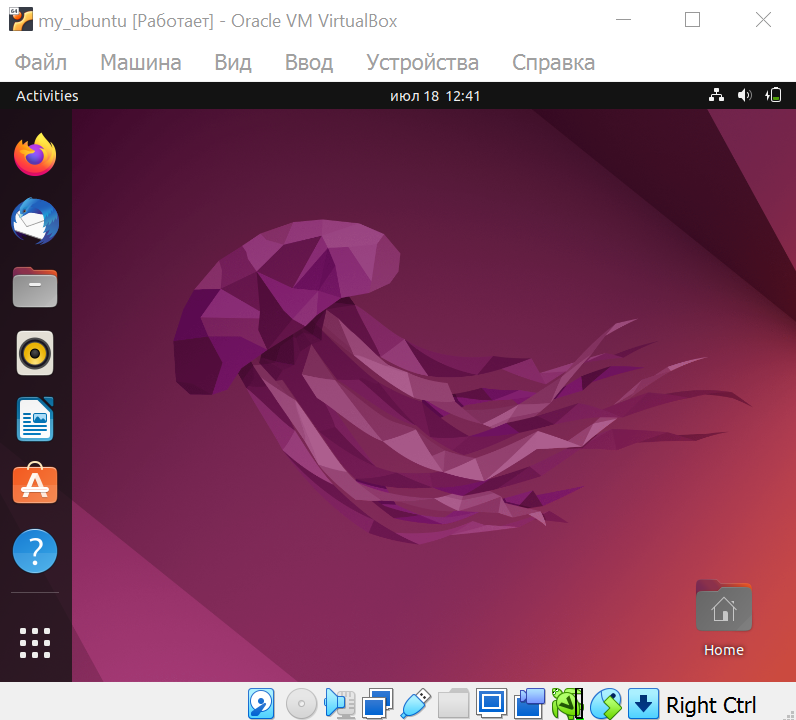 my_ubuntu [Работает] - Oracle VM VirtualBox
Файл Машина Вид Ввод Устройства Справка
Activities июл 18 12:41
Home
Right Ctrl